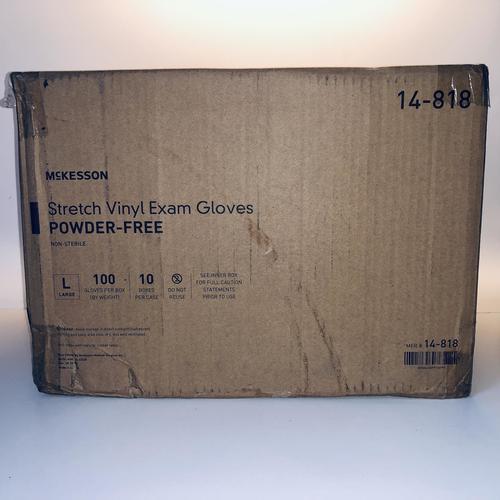 14-818
McKESSON
Stretch Vinyl Exam Gloves
POWDER-FREE
NON-STERILE
L
LARGE
100
GLOVES PER BOX
(BY WEIGHT)
10
BOXES
PER CASE
DO NOT
REUSE
SEE INNER BOX
FOR FULL CAUTION
STATEMENTS
PRIOR TO USE
MFR # 14-818